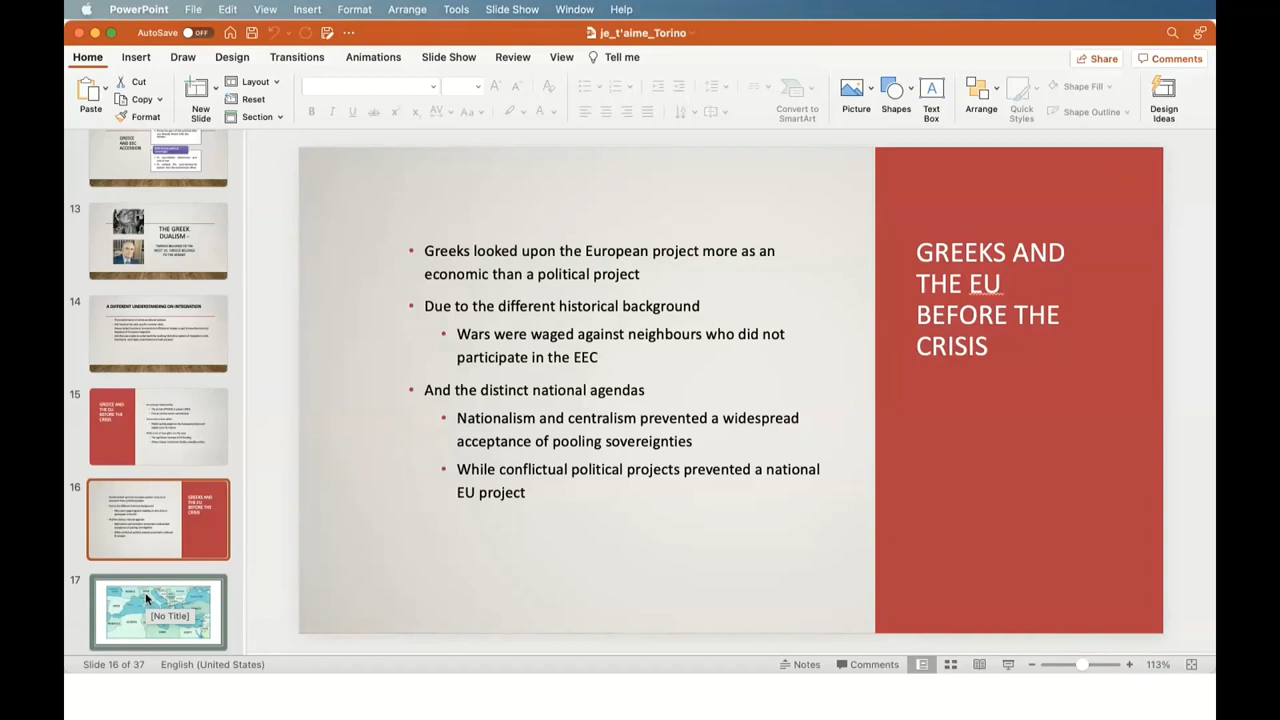 PowerPoint File Edit View Insert Format Arrange Tools Slide Show Window Help
AutoSave OFF je_t'aime_Torino
Home Insert Draw Design Transitions Animations Slide Show Review View Tell me Share Comments
Paste Cut Copy Format
New Slide Layout Reset Section
B I U x x AV Aa A
Convert to SmartArt
Picture Shapes Text Box Arrange Quick Styles Shape Fill Shape Outline Design Ideas
GREECE
AND EEC
ACCESSION
13
THE GREEK
DUALISM –
14
A DIFFERENT UNDERSTANDING ON INTEGRATION
15
GREECE AND
THE EU
BEFORE THE
CRISIS
16
GREEKS AND
THE EU
BEFORE THE
CRISIS
17
[No Title]
• Greeks looked upon the European project more as an
economic than a political project
• Due to the different historical background
• Wars were waged against neighbours who did not
participate in the EEC
• And the distinct national agendas
• Nationalism and centralism prevented a widespread
acceptance of pooling sovereignties
• While conflictual political projects prevented a national
EU project
GREEKS AND
THE EU
BEFORE THE
CRISIS
Slide 16 of 37 English (United States) Notes Comments 113%